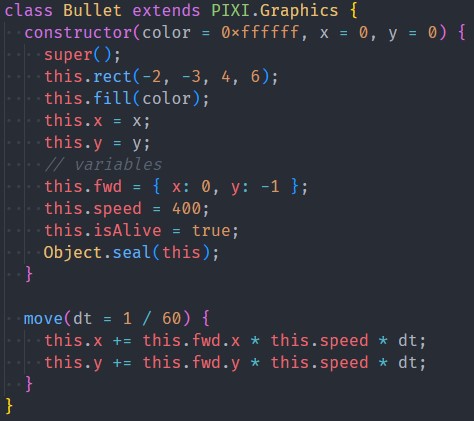 class Bullet extends PIXI.Graphics {
  constructor(color = 0xffffff, x = 0, y = 0) {
    super();
    this.rect(-2, -3, 4, 6);
    this.fill(color);
    this.x = x;
    this.y = y;
    // variables
    this.fwd = { x: 0, y: -1 };
    this.speed = 400;
    this.isAlive = true;
    Object.seal(this);
  }

  move(dt = 1 / 60) {
    this.x += this.fwd.x * this.speed * dt;
    this.y += this.fwd.y * this.speed * dt;
  }
}